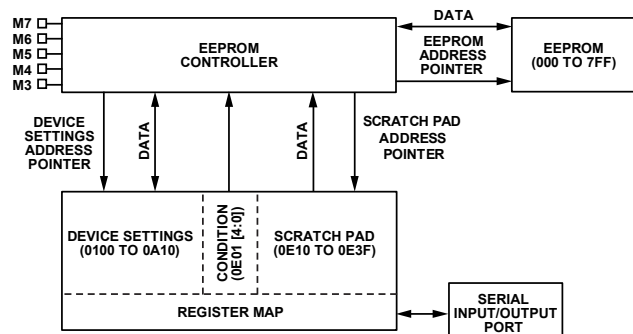 M7
M6
M5
M4
M3
EEPROM
CONTROLLER
DATA
EEPROM
ADDRESS
POINTER
EEPROM
(000 TO 7FF)
DEVICE
SETTINGS
ADDRESS
POINTER
DATA
DATA
SCRATCH PAD
ADDRESS
POINTER
DEVICE SETTINGS
(0100 TO 0A10)
CONDITION
(0E01 [4:0])
SCRATCH PAD
(0E10 TO 0E3F)
REGISTER MAP
SERIAL
INPUT/OUTPUT
PORT